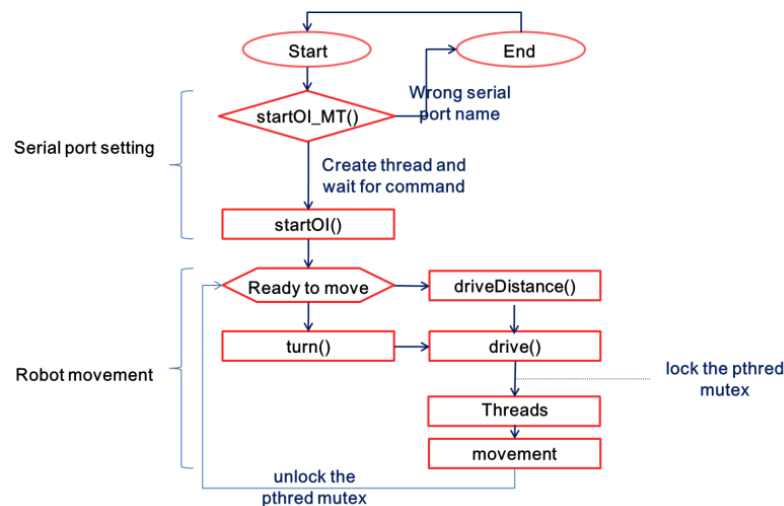 Start
End
Wrong serial
port name
startOI_MT()
Serial port setting
Create thread and
wait for command
startOI()
Ready to move
driveDistance()
turn()
drive()
lock the pthred
mutex
Robot movement
Threads
movement
unlock the
pthred mutex